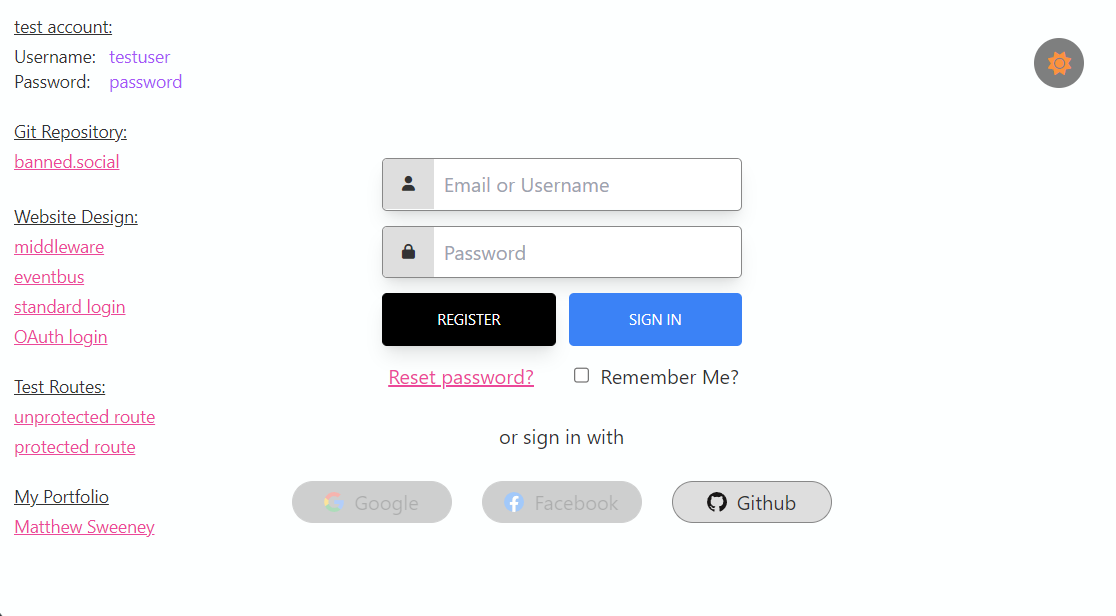 test account:
Username: testuser
Password: password
Git Repository:
banned.social
Website Design:
middleware
eventbus
standard login
OAuth login
Test Routes:
unprotected route
protected route
My Portfolio
Matthew Sweeney
Email or Username
Password
REGISTER SIGN IN
Reset password? Remember Me?
or sign in with
Google Facebook Github